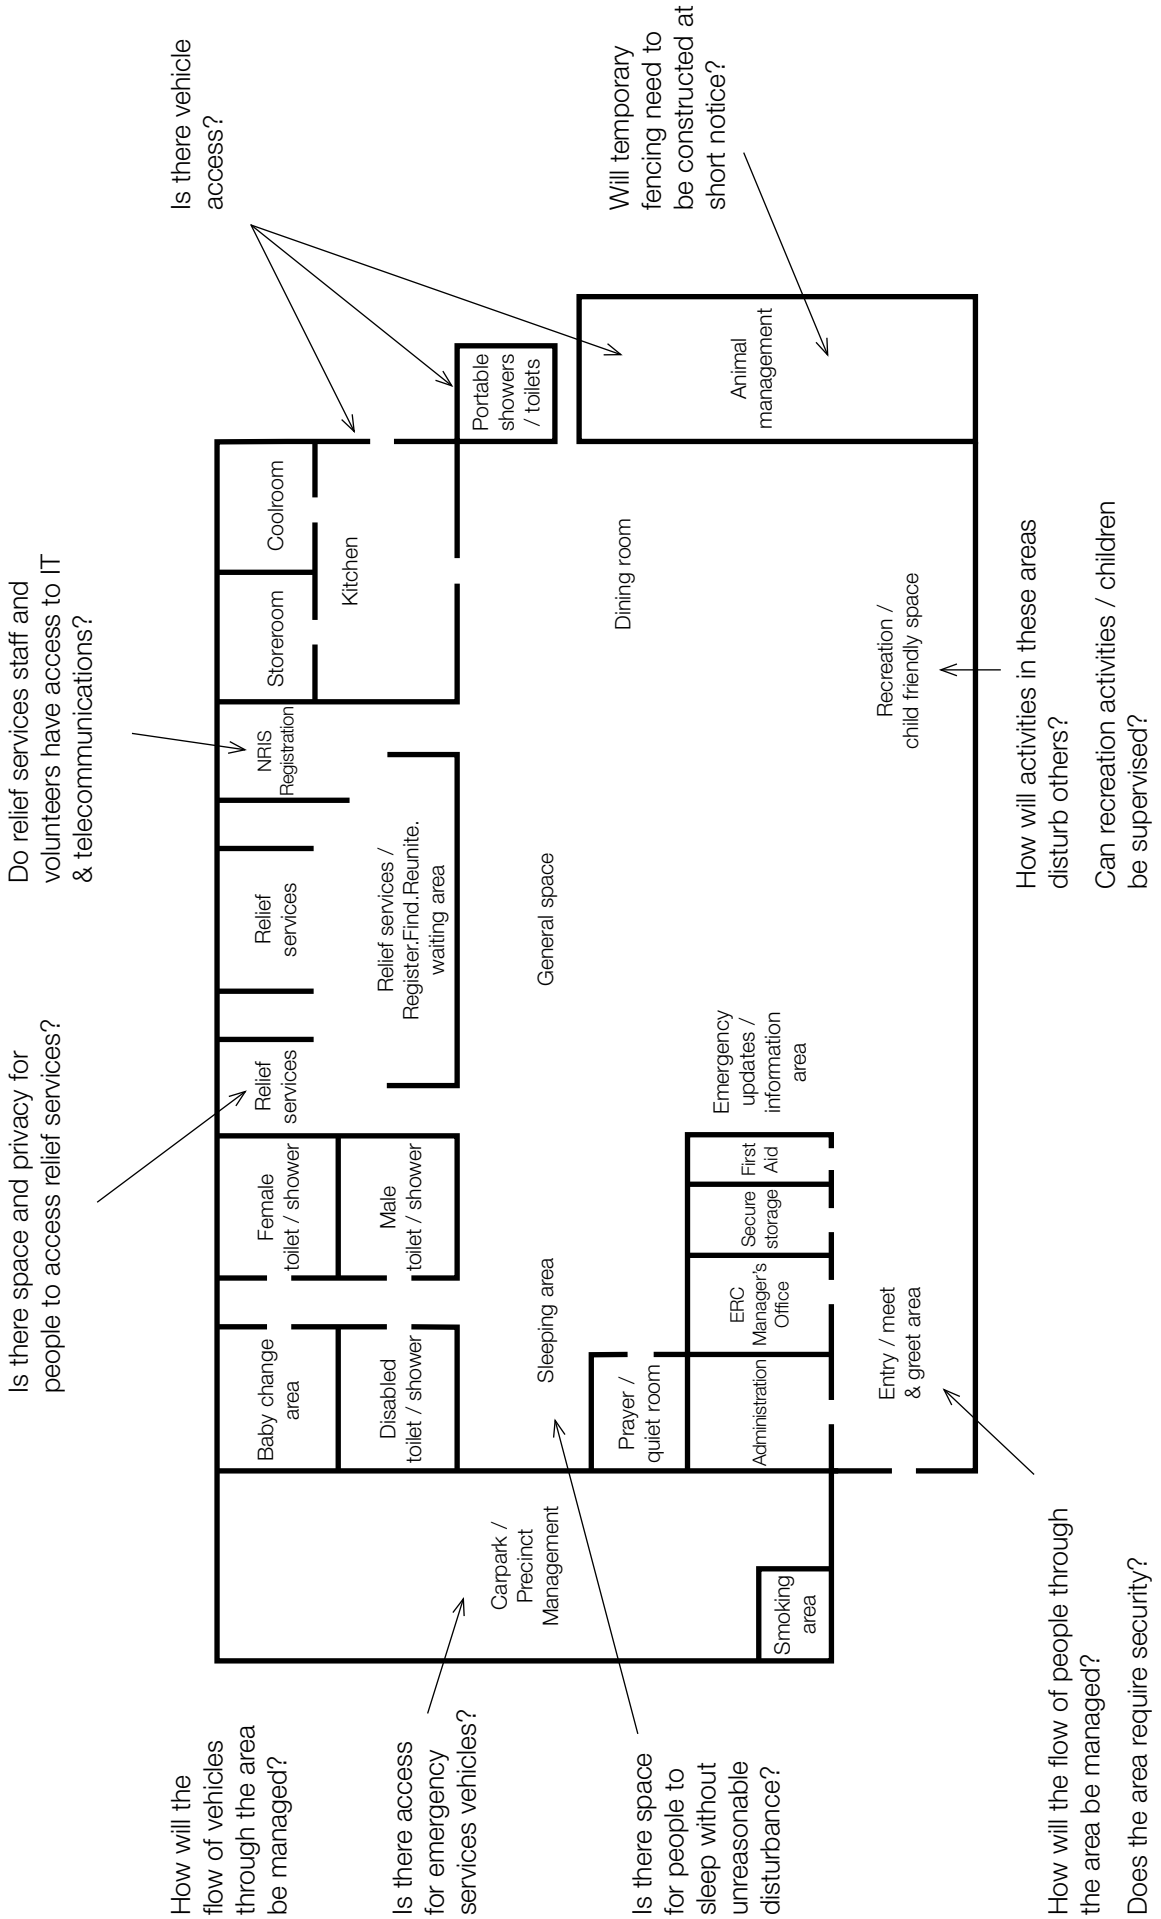 How will the
flow of vehicles
through the area
be managed?
Is there space and privacy for
people to access relief services?
Do relief services staff and
volunteers have access to IT
& telecommunications?
Is there vehicle
access?
Is there access
for emergency
services vehicles?
Is there space
for people to
sleep without
unreasonable
disturbance?
Carpark /
Precinct
Management
Smoking
area
Baby change
area
Disabled
toilet / shower
Female
toilet / shower
Male
toilet / shower
Relief
services
Relief
services
NRIS
Registration
Relief services /
Register.Find.Reunite.
waiting area
Storeroom
Coolroom
Kitchen
Portable
showers
/ toilets
Sleeping area
General space
Dining room
Prayer /
quiet room
Administration
ERC
Manager's
Office
Secure
storage
First
Aid
Emergency
updates /
information
area
Animal
management
Will temporary
fencing need to
be constructed at
short notice?
Entry / meet
& greet area
Recreation /
child friendly space
How will the flow of people through
the area be managed?
Does the area require security?
How will activities in these areas
disturb others?
Can recreation activities / children
be supervised?